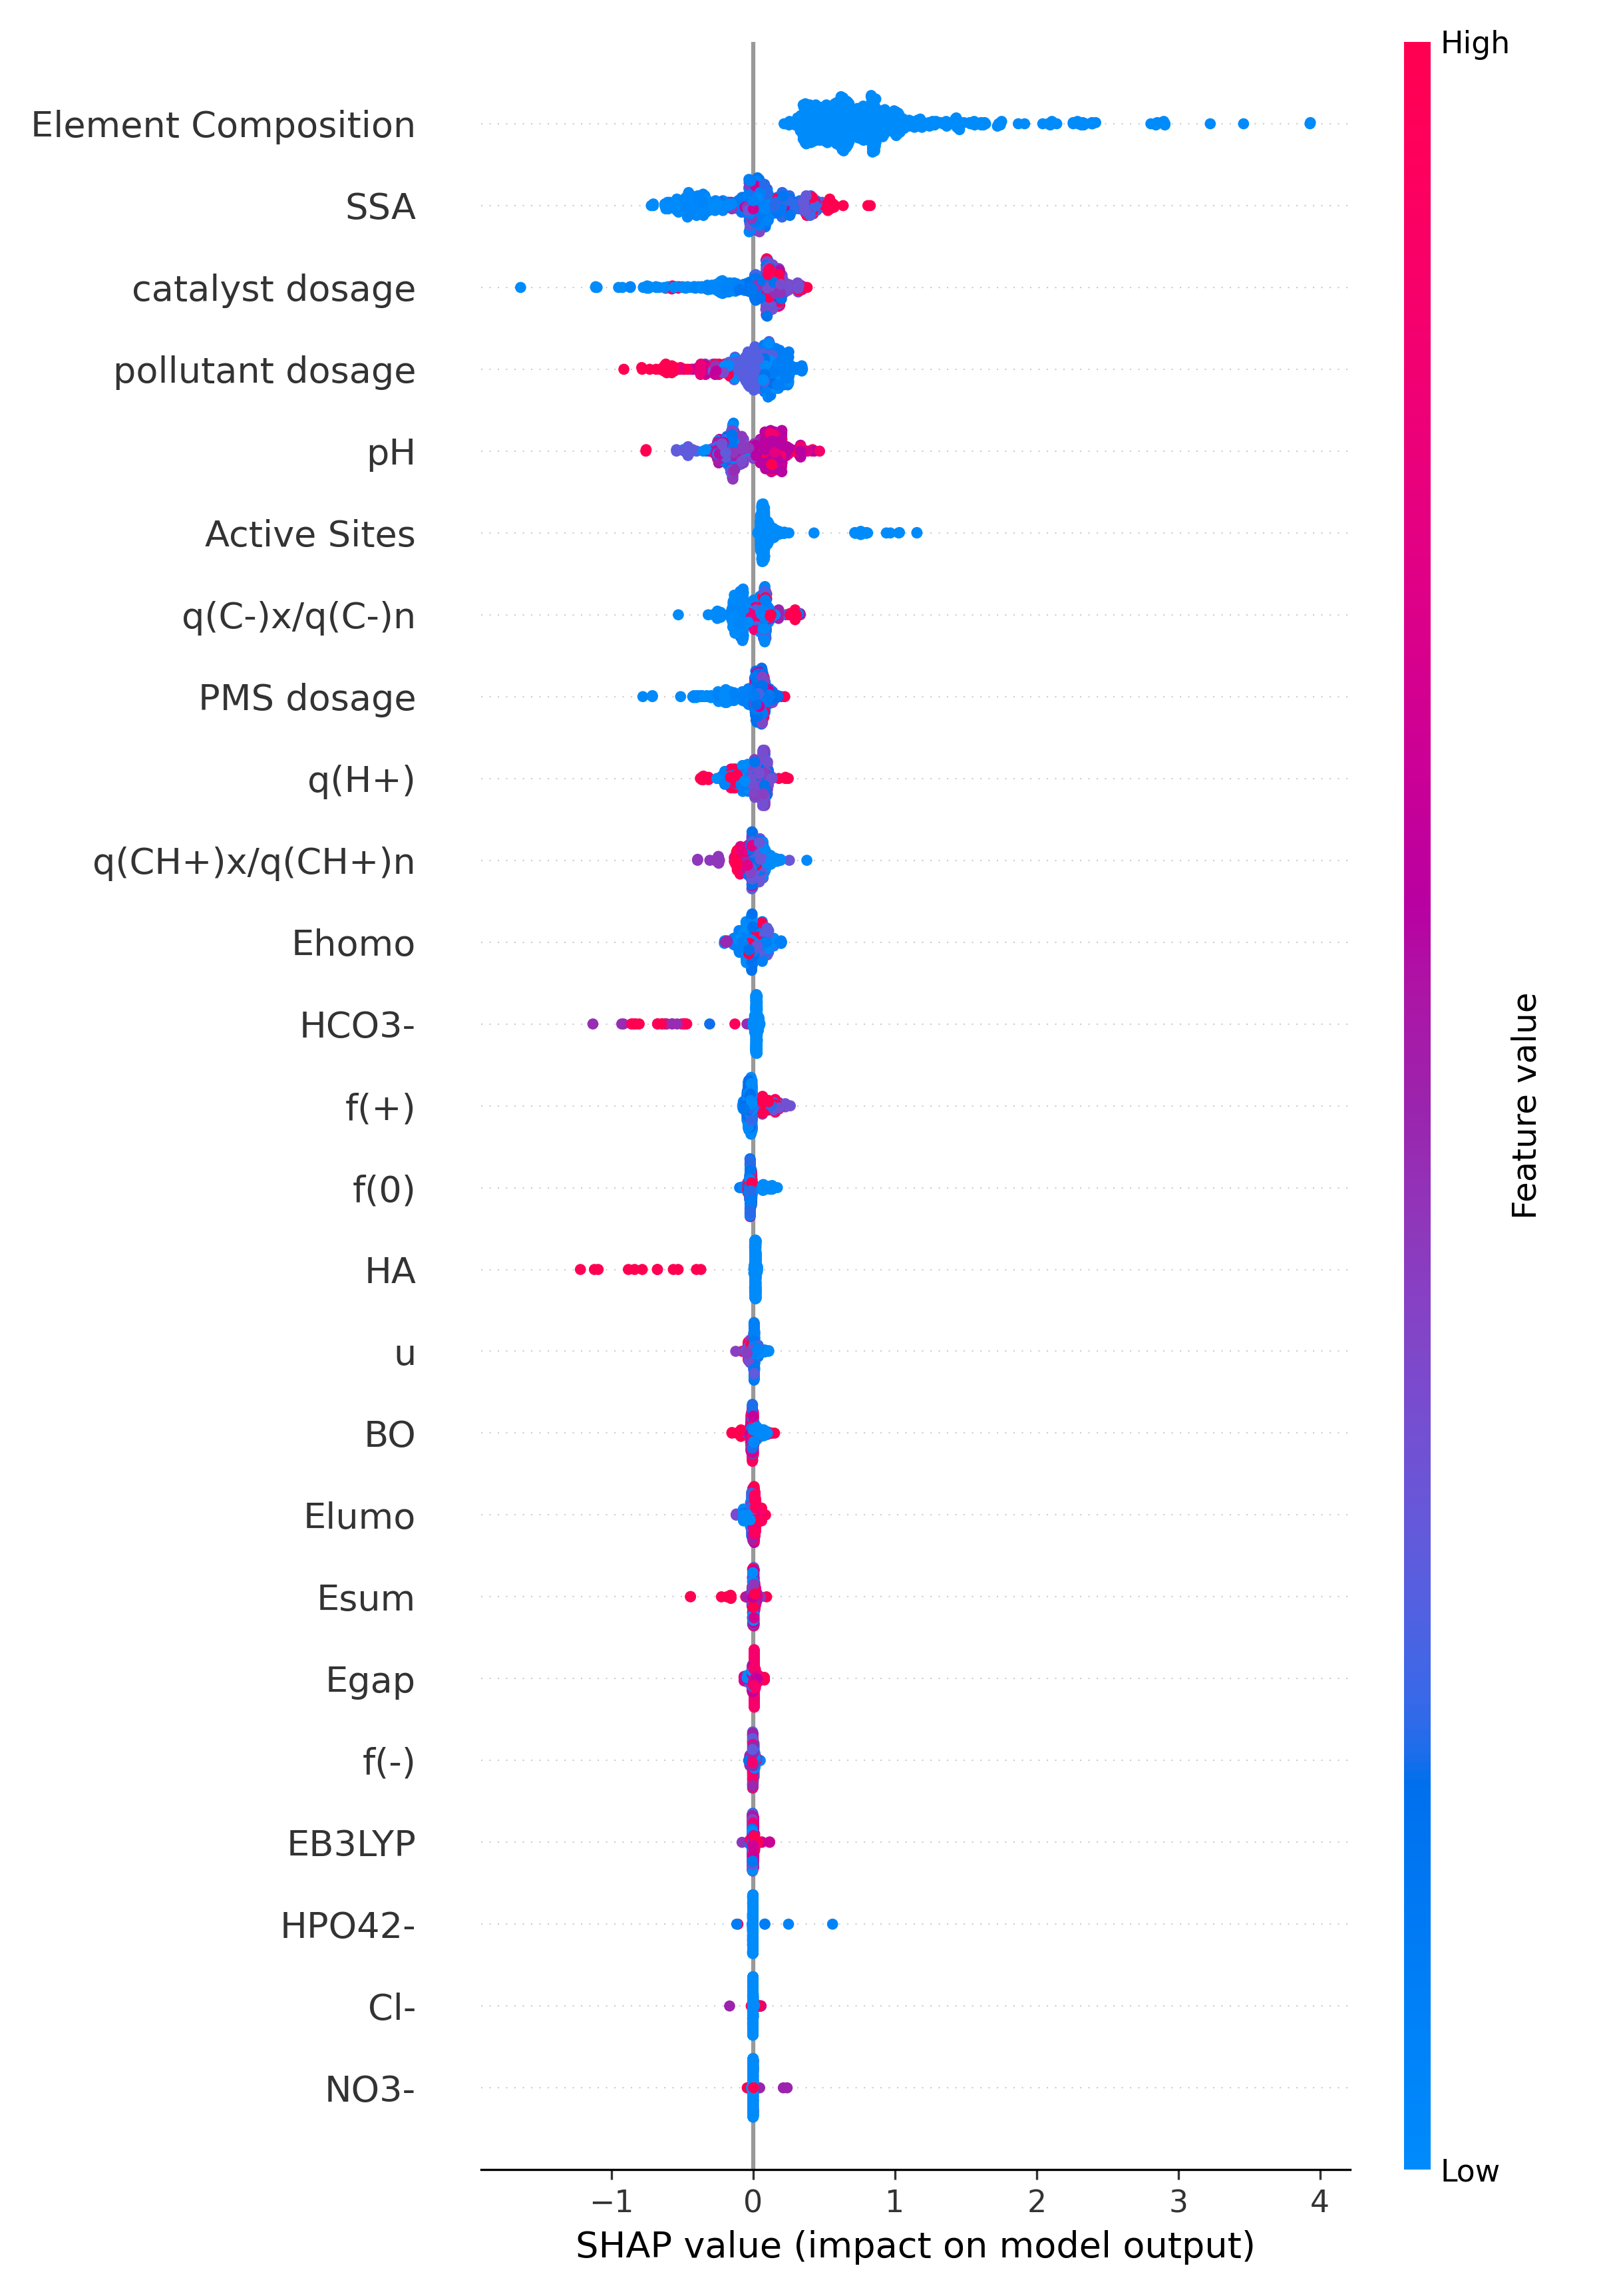 High
Element Composition
SSA
catalyst dosage
pollutant dosage
pH
Active Sites
q(C-)x/q(C-)n
PMS dosage
q(H+)
q(CH+)x/q(CH+)n
Ehomo
HCO3-
f(+)
f(0)
HA
u
BO
Elumo
Esum
Egap
f(-)
EB3LYP
HPO42-
Cl-
NO3-
Feature value
Low
−1 0 1 2 3 4
SHAP value (impact on model output)